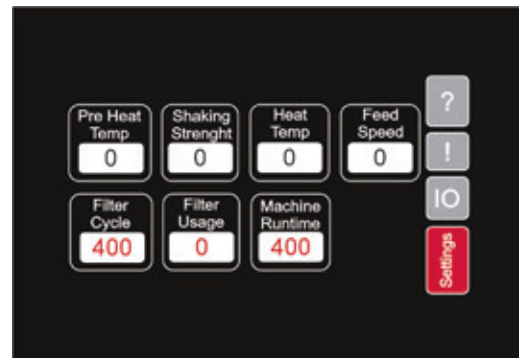 Pre Heat
Temp
0
Shaking
Strenght
0
Heat
Temp
0
Feed
Speed
0
Filter
Cycle
400
Filter
Usage
0
Machine
Runtime
400
?
!
IO
Settings